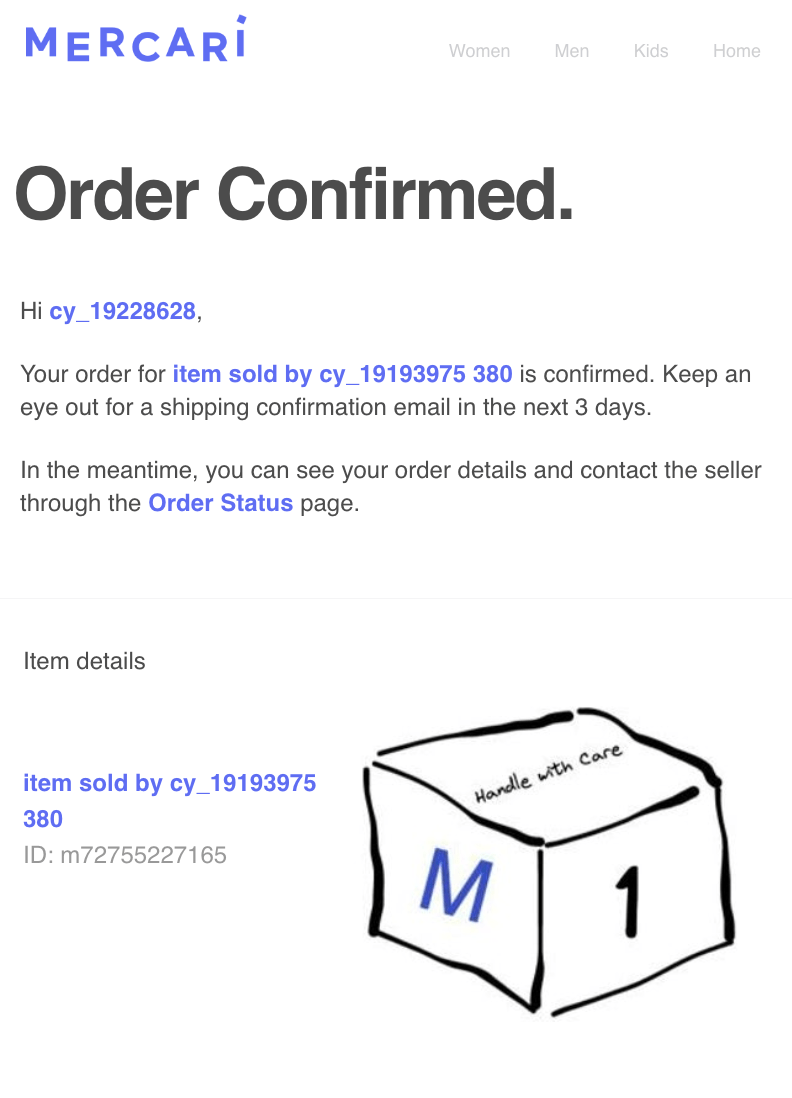 MERCARI
Women Men Kids Home
Order Confirmed.
Hi cy_19228628,
Your order for item sold by cy_19193975 380 is confirmed. Keep an
eye out for a shipping confirmation email in the next 3 days.
In the meantime, you can see your order details and contact the seller
through the Order Status page.
Item details
item sold by cy_19193975
380
ID: m72755227165
Handle with Care
M 1